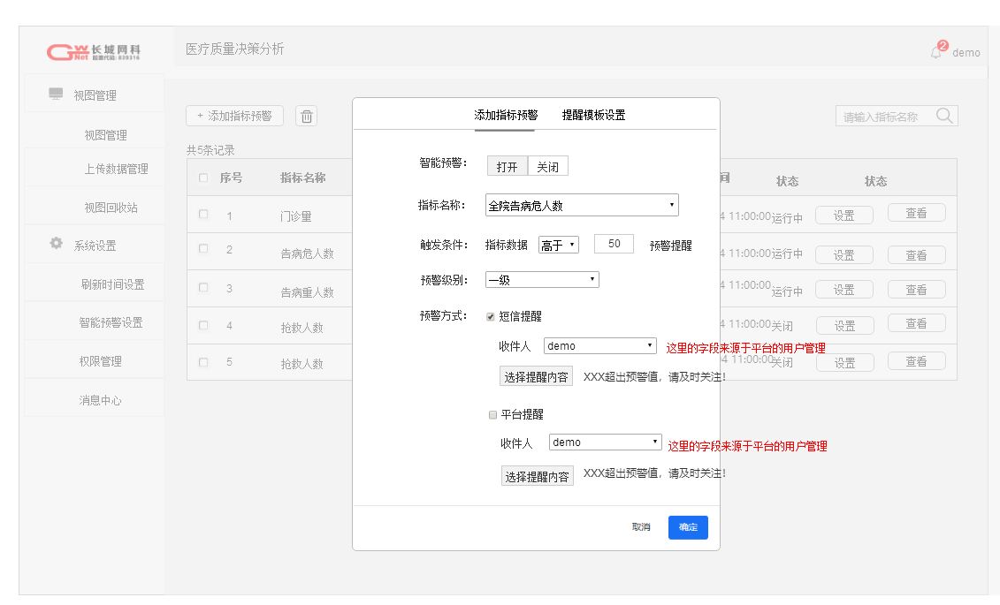 长城网科
GW Net 股票代码: 839316
医疗质量决策分析
2
demo
视图管理
视图管理
上传数据管理
视图回收站
系统设置
刷新时间设置
智能预警设置
权限管理
消息中心
+ 添加指标预警
请输入指标名称
共5条记录
序号 指标名称 间 状态 状态
1 门诊量 4 11:00:00 运行中 设置 查看
2 告病危人数 4 11:00:00 运行中 设置 查看
3 告病重人数 4 11:00:00 运行中 设置 查看
4 抢救人数 4 11:00:00 关闭 设置 查看
5 抢救人数 4 11:00:00 关闭 设置 查看
添加指标预警 提醒模板设置
智能预警: 打开 关闭
指标名称: 全院告病危人数
触发条件: 指标数据 高于 50 预警提醒
预警级别: 一级
预警方式: 短信提醒
收件人 demo 这里的字段来源于平台的用户管理
选择提醒内容 XXX超出预警值，请及时关注!
平台提醒
收件人 demo 这里的字段来源于平台的用户管理
选择提醒内容 XXX超出预警值，请及时关注!
取消 确定